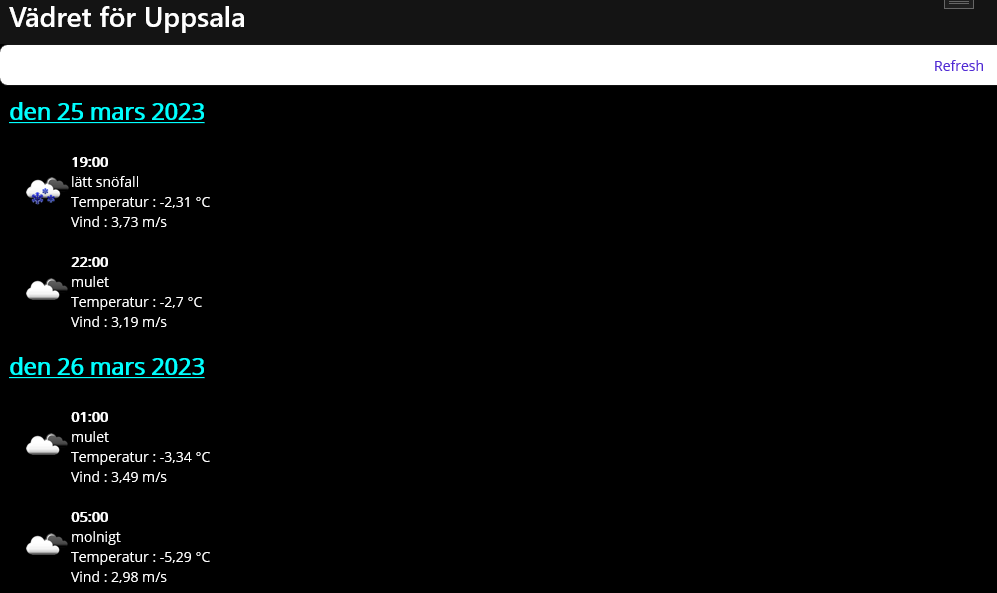 Vädret för Uppsala
Refresh
den 25 mars 2023
19:00
lätt snöfall
Temperatur : -2,31 °C
Vind : 3,73 m/s
22:00
mulet
Temperatur : -2,7 °C
Vind : 3,19 m/s
den 26 mars 2023
01:00
mulet
Temperatur : -3,34 °C
Vind : 3,49 m/s
05:00
molnigt
Temperatur : -5,29 °C
Vind : 2,98 m/s